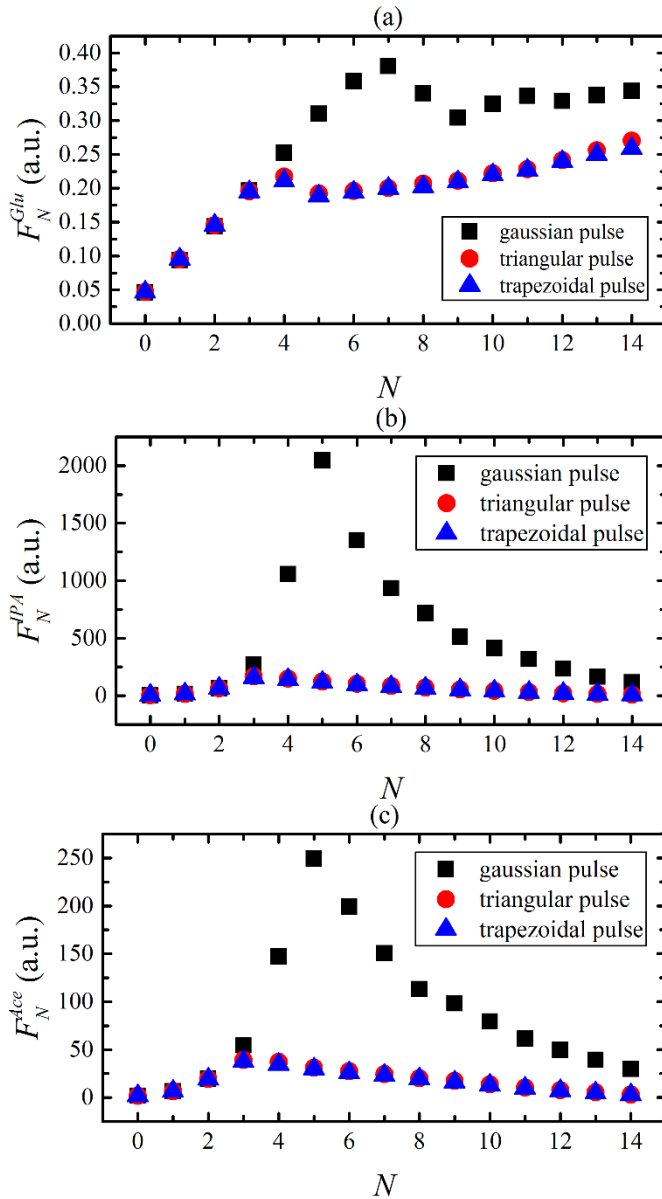 (a)
0.40
0.35
0.30
0.25
0.20
0.15
0.10
0.05
0.00
F_N^{Glu} (a.u.)
gaussian pulse
triangular pulse
trapezoidal pulse
0 2 4 6 8 10 12 14
N
(b)
2000
1500
1000
500
0
F_N^{IPA} (a.u.)
gaussian pulse
triangular pulse
trapezoidal pulse
0 2 4 6 8 10 12 14
N
(c)
250
200
150
100
50
0
F_N^{Ace} (a.u.)
gaussian pulse
triangular pulse
trapezoidal pulse
0 2 4 6 8 10 12 14
N